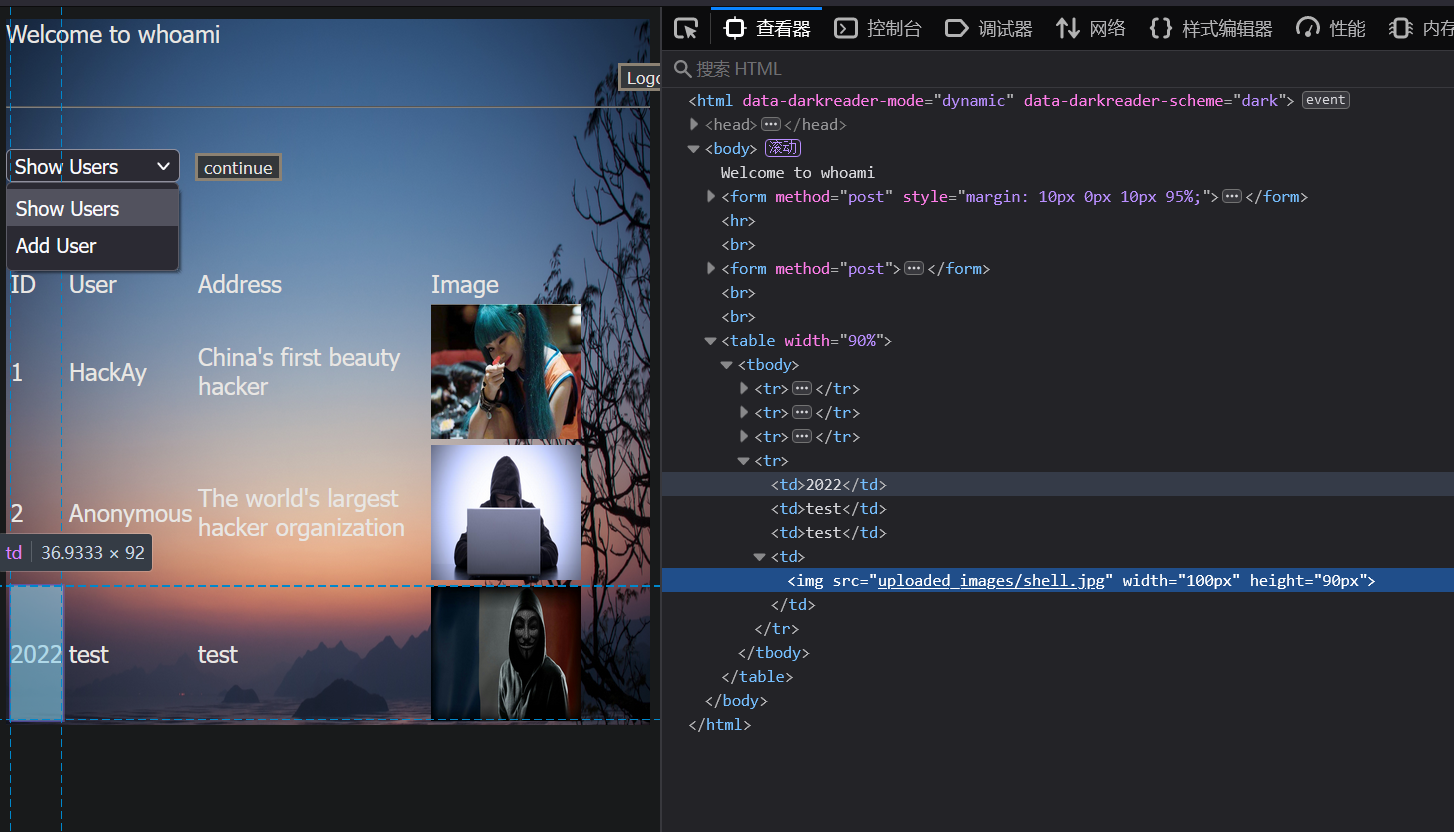 Welcome to whoami
Logo
Show Users
continue
Show Users
Add User
ID User Address Image
1 HackAy China's first beauty
hacker
2 Anonymous The world's largest
hacker organization
td 36.9333 × 92
2022 test test
查看器 控制台 调试器 网络 样式编辑器 性能 内存
搜索 HTML
<html data-darkreader-mode="dynamic" data-darkreader-scheme="dark"> event
<head> ••• </head>
<body> 滚动
Welcome to whoami
<form method="post" style="margin: 10px 0px 10px 95%;"> ••• </form>
<hr>
<br>
<form method="post"> ••• </form>
<br>
<br>
<table width="90%">
<tbody>
<tr> ••• </tr>
<tr> ••• </tr>
<tr> ••• </tr>
<tr>
<td>2022</td>
<td>test</td>
<td>test</td>
<td>
<img src="uploaded_images/shell.jpg" width="100px" height="90px">
</td>
</tr>
</tbody>
</table>
</body>
</html>